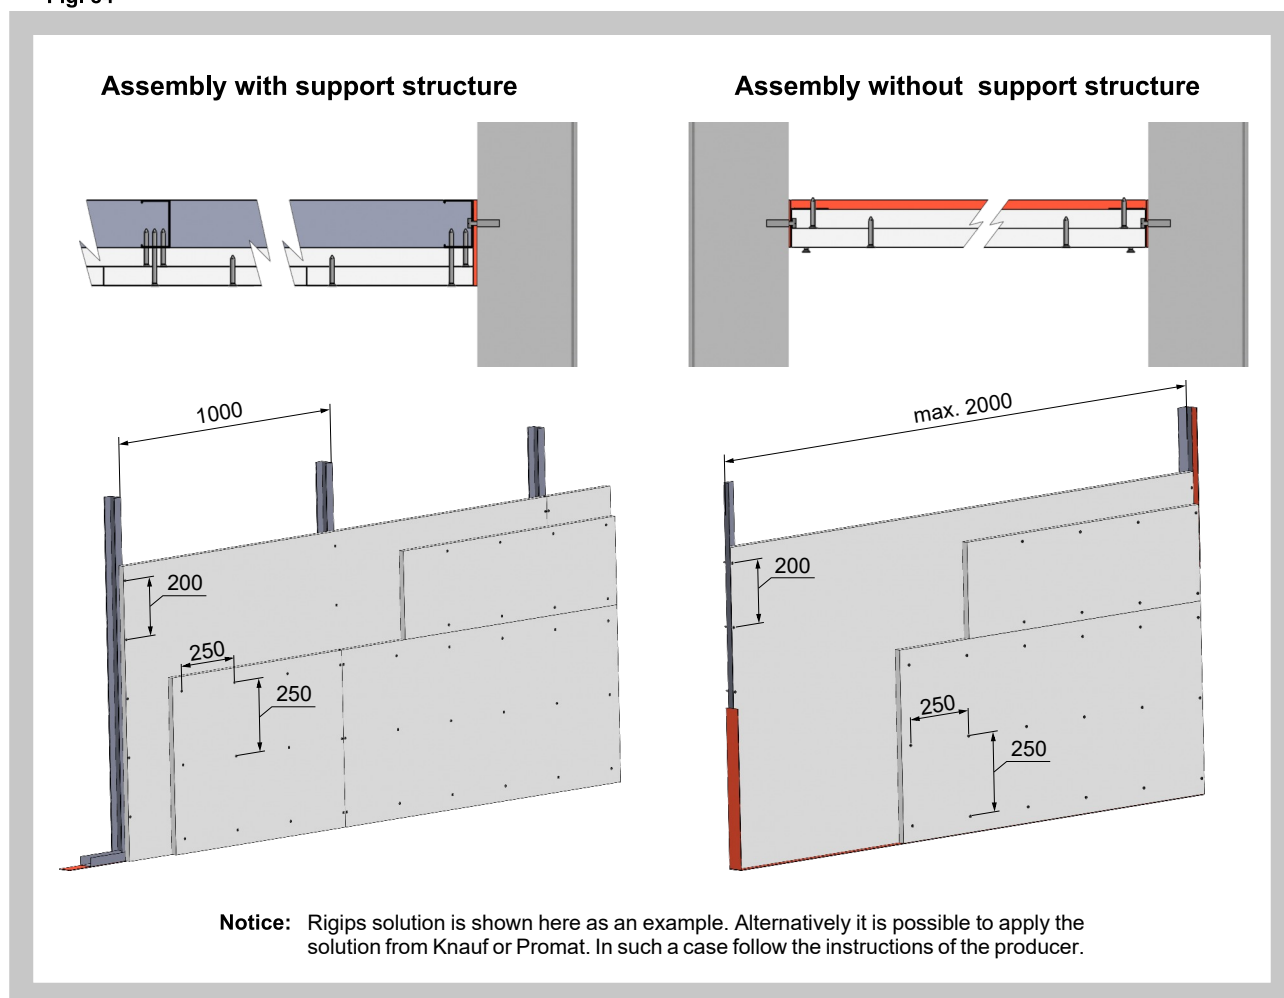 Assembly with support structure
Assembly without support structure
1000
200
250
250
max. 2000
200
250
250
Notice: Rigips solution is shown here as an example. Alternatively it is possible to apply the
solution from Knauf or Promat. In such a case follow the instructions of the producer.